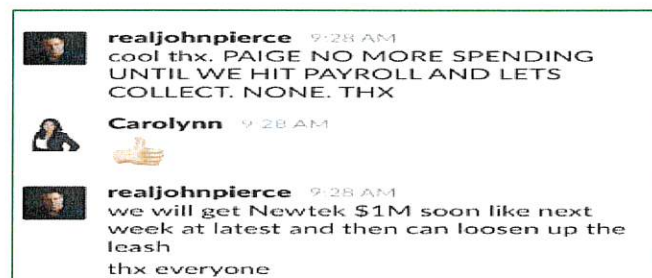 realjohnpierce 9:28 AM
cool thx. PAIGE NO MORE SPENDING
UNTIL WE HIT PAYROLL AND LETS
COLLECT. NONE. THX
Carolynn 9:28 AM
realjohnpierce 9:28 AM
we will get Newtek $1M soon like next
week at latest and then can loosen up the
leash
thx everyone